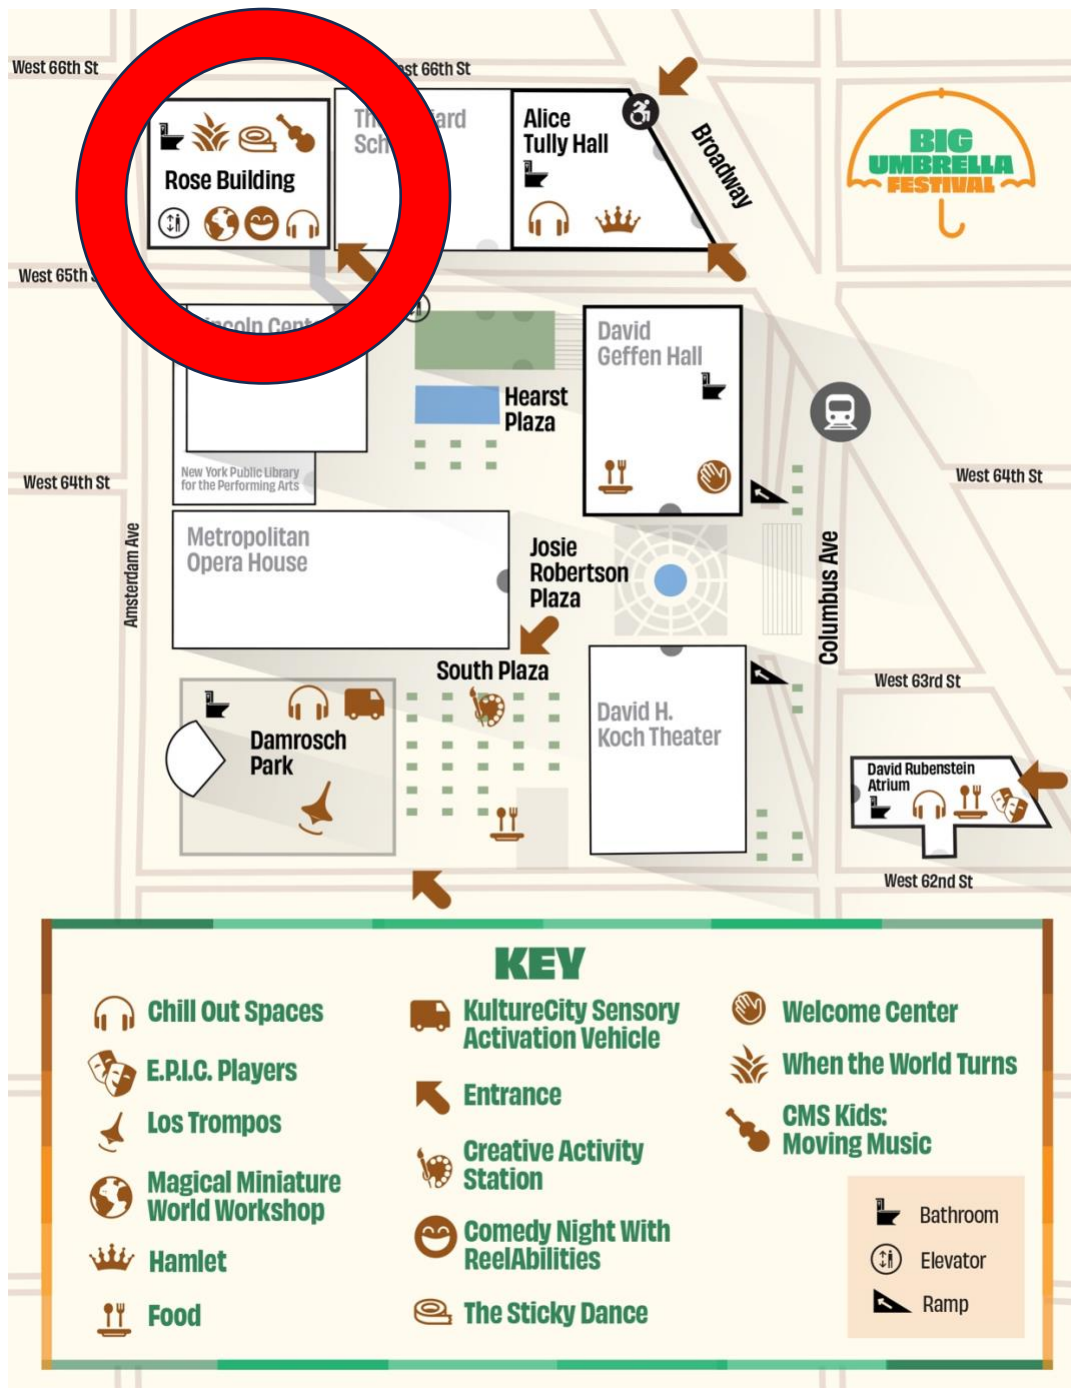 West 66th St
st 66th St
Rose Building
Th
ard
Sch
Alice
Tully Hall
Broadway
BIG
UMBRELLA
FESTIVAL
West 65th S
ncoln Cent
David
Geffen Hall
Hearst
Plaza
New York Public Library
for the Performing Arts
West 64th St
West 64th St
Metropolitan
Opera House
Josie
Robertson
Plaza
Amsterdam Ave
Columbus Ave
South Plaza
West 63rd St
Damrosch
Park
David H.
Koch Theater
David Rubenstein
Atrium
West 62nd St
KEY
Chill Out Spaces
E.P.I.C. Players
Los Trompos
Magical Miniature
World Workshop
Hamlet
Food
KultureCity Sensory
Activation Vehicle
Entrance
Creative Activity
Station
Comedy Night With
ReelAbilities
The Sticky Dance
Welcome Center
When the World Turns
CMS Kids:
Moving Music
Bathroom
Elevator
Ramp